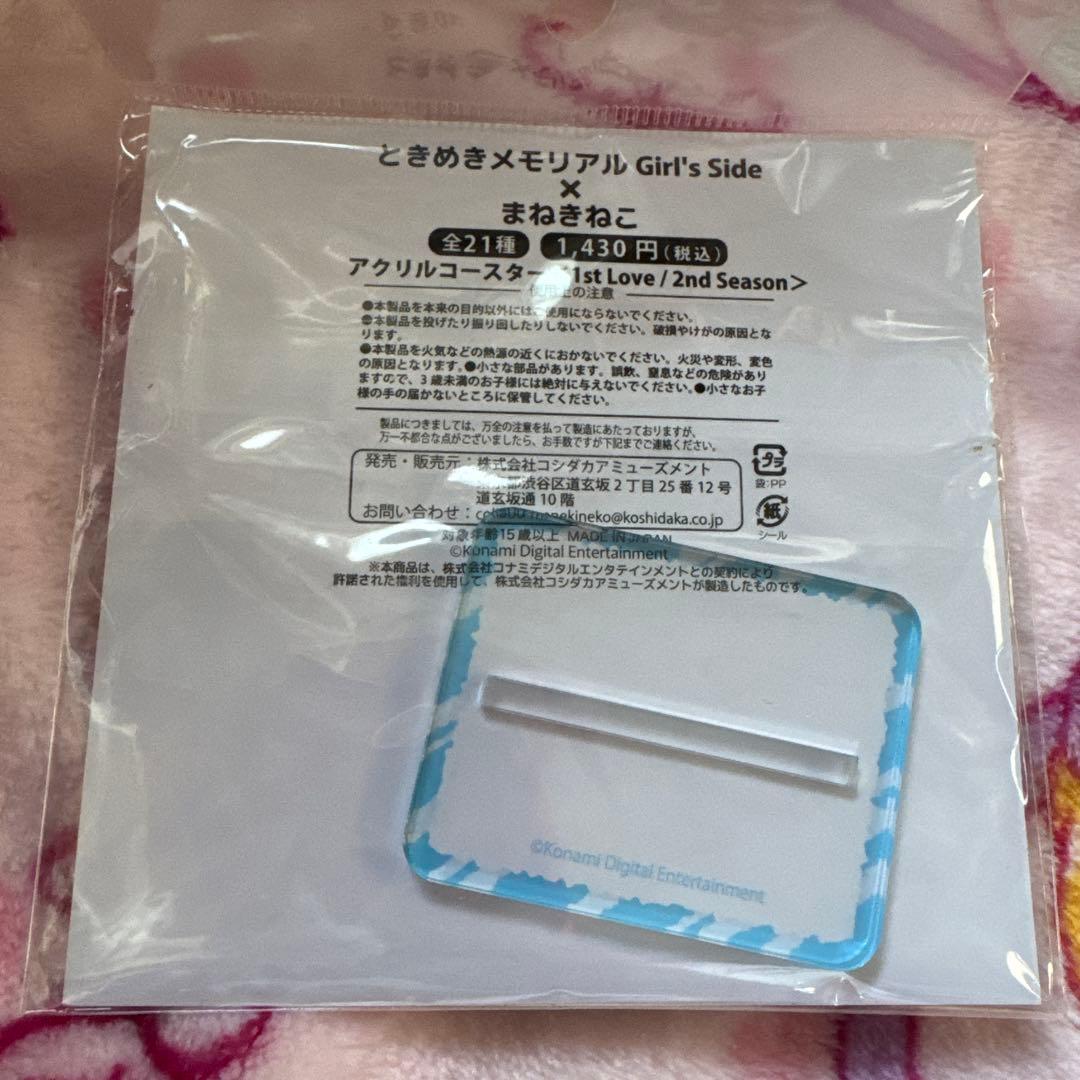 ときめきメモリアル Girl's Side
×
まねきねこ
全21種 1,430円(税込)
アクリルコースター <1st Love / 2nd Season>
使用上の注意
●本製品を本来の目的以外にはご使用にならないでください。
●本製品を投げたり振り回したりしないでください。破損やけがの原因とな
ります。
●本製品を火気などの熱源の近くにおかないでください。火災や変形、変色
の原因となります。●小さな部品があります。誤飲、窒息などの危険があり
ますので、3歳未満のお子様には絶対に与えないでください。●小さなお子
様の手の届かないところに保管してください。
製品につきましては、万全の注意を払って製造にあたっておりますが、
万一不都合な点がございましたら、お手数ですが下記までご連絡ください。
発売・販売元：株式会社コシダカアミューズメント
東京都渋谷区道玄坂2丁目25番12号
道玄坂通10階
お問い合わせ：
プラ
袋:PP
紙
シール
対象年齢15歳以上 MADE IN JAPAN
©Konami Digital Entertainment
※本商品は、株式会社コナミデジタルエンタテインメントとの契約により
許諾された権利を使用して、株式会社コシダカアミューズメントが製造したものです。
©Konami Digital Entertainment